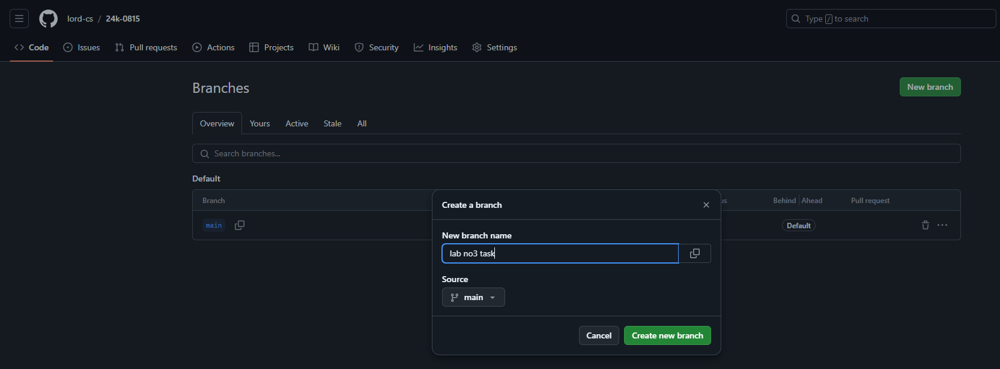 lord-cs / 24k-0815
Type / to search
Code Issues Pull requests Actions Projects Wiki Security Insights Settings
Branches
New branch
Overview Yours Active Stale All
Search branches...
Default
Branch Behind Ahead Pull request
main Default
Create a branch
New branch name
lab no3 task
Source
main
Cancel Create new branch